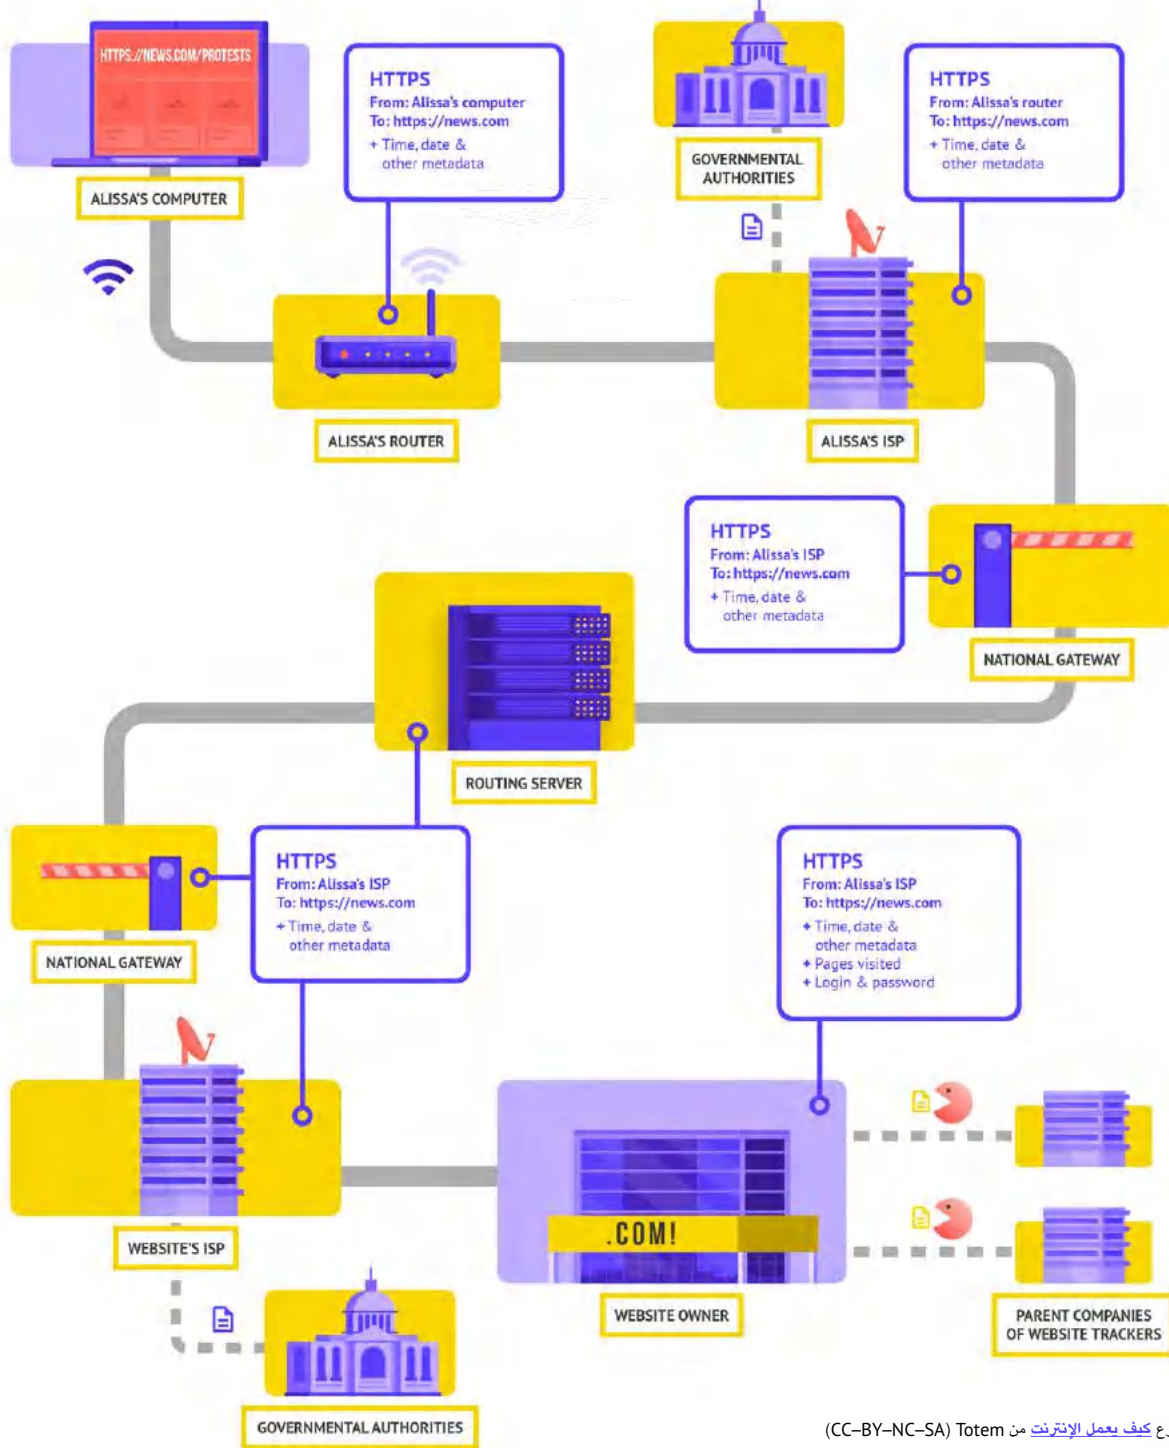 HTTPS://NEWS.COM/PROTESTS
ALISSA'S COMPUTER
HTTPS
From: Alissa's computer
To: https://news.com
+ Time, date &
other metadata
GOVERNMENTAL
AUTHORITIES
HTTPS
From: Alissa's router
To: https://news.com
+ Time, date &
other metadata
ALISSA'S ROUTER
ALISSA'S ISP
HTTPS
From: Alissa's ISP
To: https://news.com
+ Time, date &
other metadata
NATIONAL GATEWAY
ROUTING SERVER
NATIONAL GATEWAY
HTTPS
From: Alissa's ISP
To: https://news.com
+ Time, date &
other metadata
HTTPS
From: Alissa's ISP
To: https://news.com
+ Time, date &
other metadata
+ Pages visited
+ Login & password
WEBSITE'S ISP
.COM!
WEBSITE OWNER
PARENT COMPANIES
OF WEBSITE TRACKERS
GOVERNMENTAL AUTHORITIES
كيف يعمل الإنترنت من Totem (CC–BY–NC–SA)